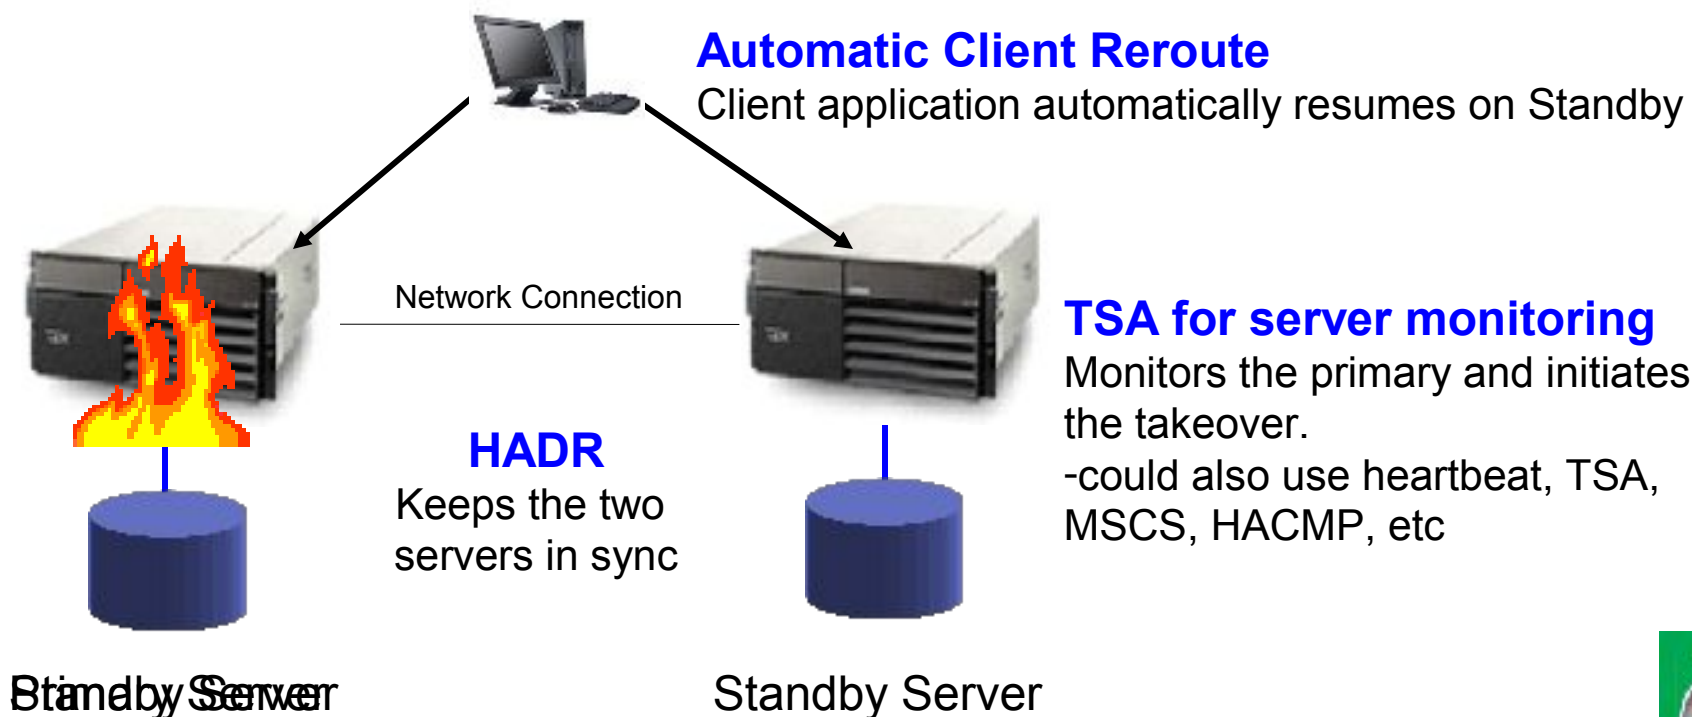 Automatic Client Reroute
Client application automatically resumes on Standby
Network Connection
TSA for server monitoring
Monitors the primary and initiates
the takeover.
-could also use heartbeat, TSA,
MSCS, HACMP, etc
HADR
Keeps the two
servers in sync
Server
Standby Server